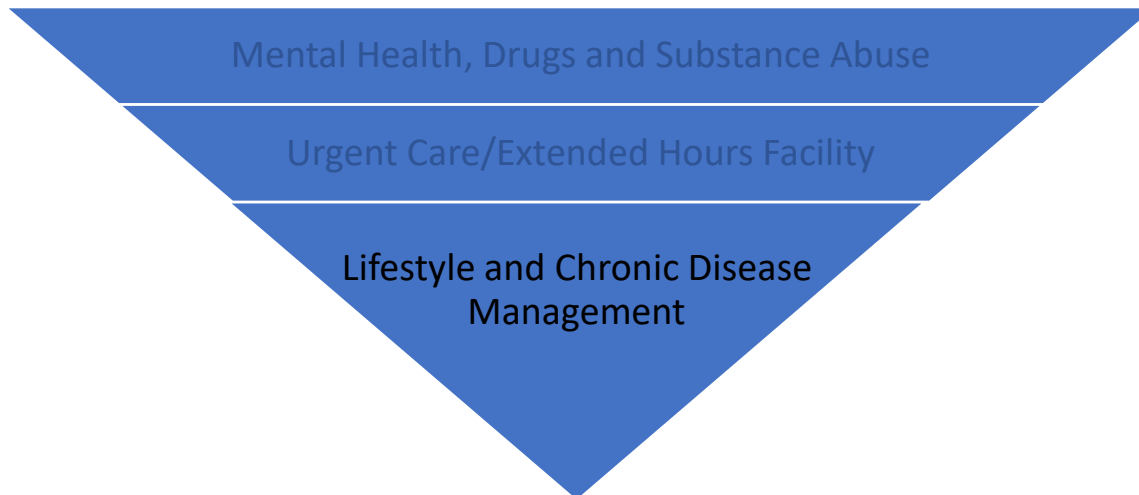 Mental Health, Drugs and Substance Abuse
Urgent Care/Extended Hours Facility
Lifestyle and Chronic Disease
Management